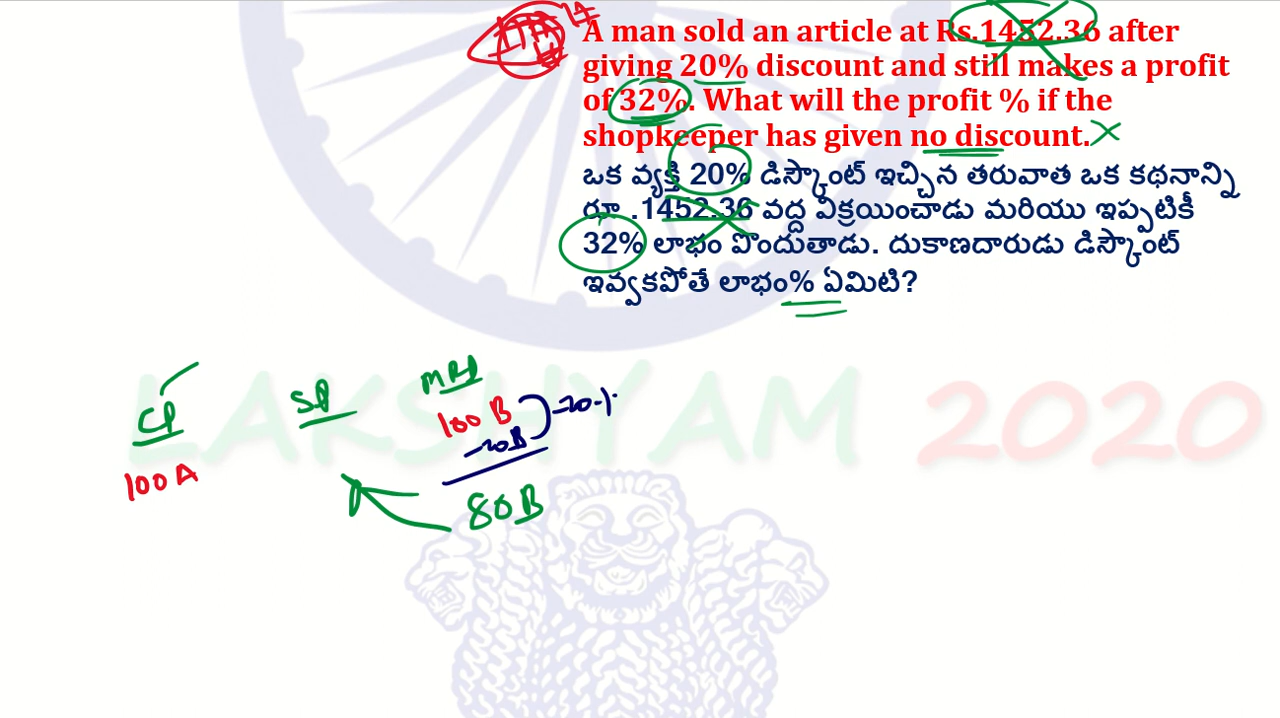 A man sold an article at Rs.1452.36 after
giving 20% discount and still makes a profit
of 32%. What will the profit % if the
shopkeeper has given no discount.
ఒక వ్యక్తి 20% డిస్కౌంట్ ఇచ్చిన తరువాత ఒక కథనాన్ని
రూ .1452.36 వద్ద విక్రయించాడు మరియు ఇప్పటికీ
32% లాభం పొందుతాడు. దుకాణదారుడు డిస్కౌంట్
ఇవ్వకపోతే లాభం% ఏమిటి?
CP SP MRP
100 A 100 B -20%
-20B
80B
LAKSHYAM 2020